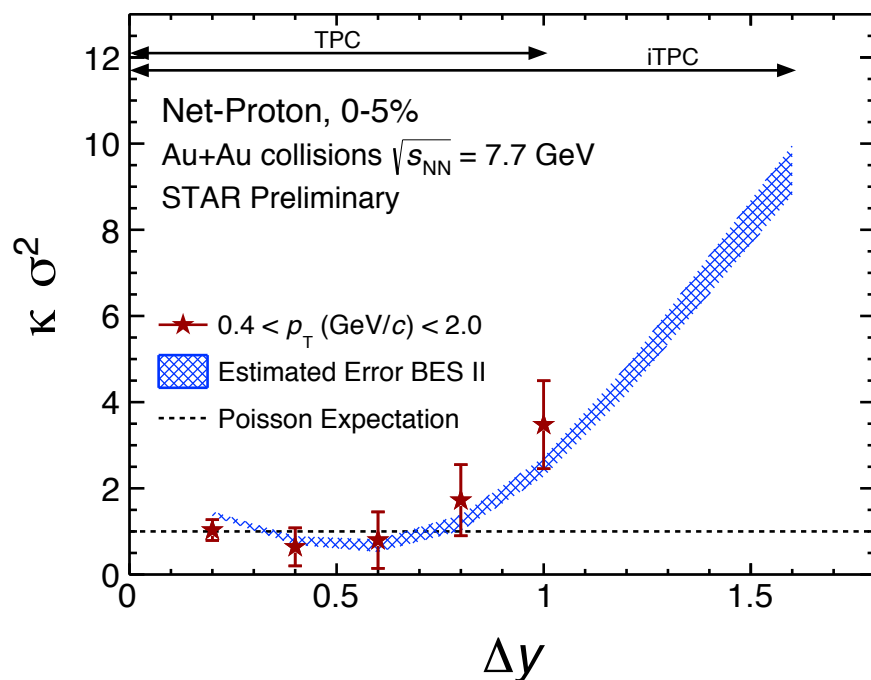 TPC
iTPC
Net-Proton, 0-5%
Au+Au collisions √s_NN = 7.7 GeV
STAR Preliminary
0.4 < p_T (GeV/c) < 2.0
Estimated Error BES II
Poisson Expectation
κ σ²
12
10
8
6
4
2
0
0 0.5 1 1.5
Δy